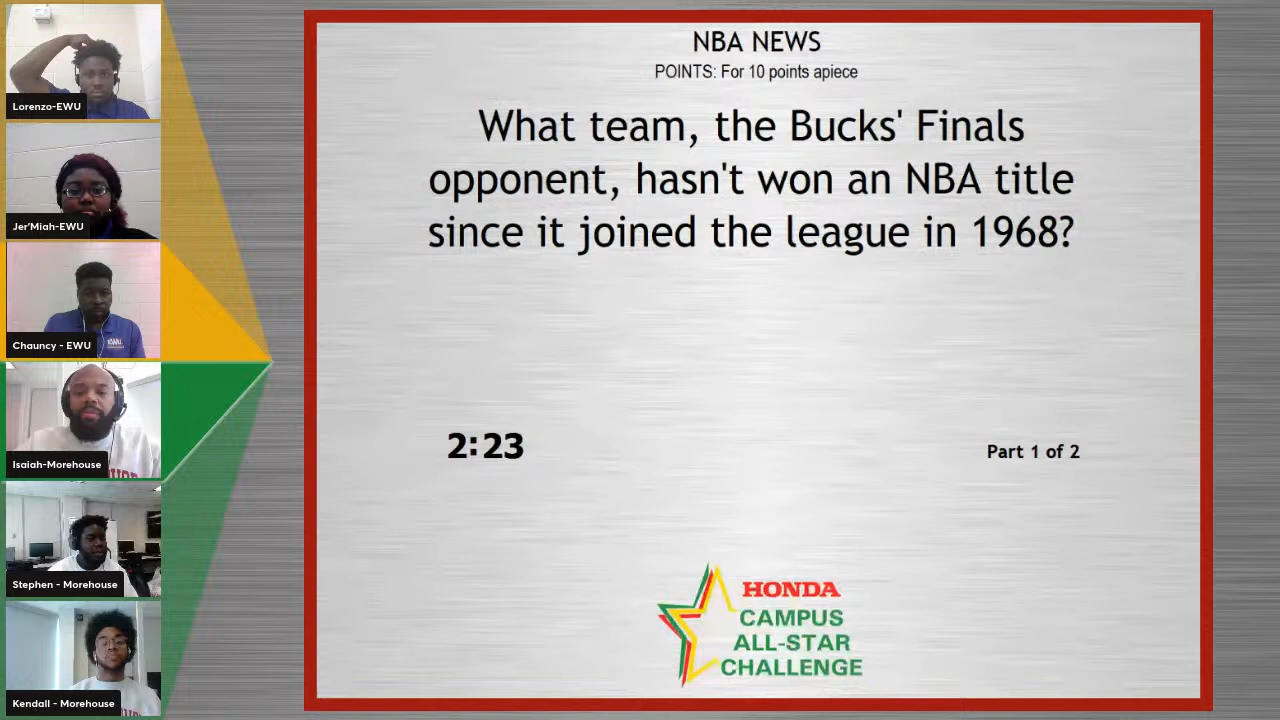 Lorenzo-EWU
Jer'Miah-EWU
Chauncy - EWU
Isaiah-Morehouse
Stephen - Morehouse
Kendall - Morehouse
NBA NEWS
POINTS: For 10 points apiece
What team, the Bucks' Finals
opponent, hasn't won an NBA title
since it joined the league in 1968?
2:23
Part 1 of 2
HONDA
CAMPUS
ALL-STAR
CHALLENGE